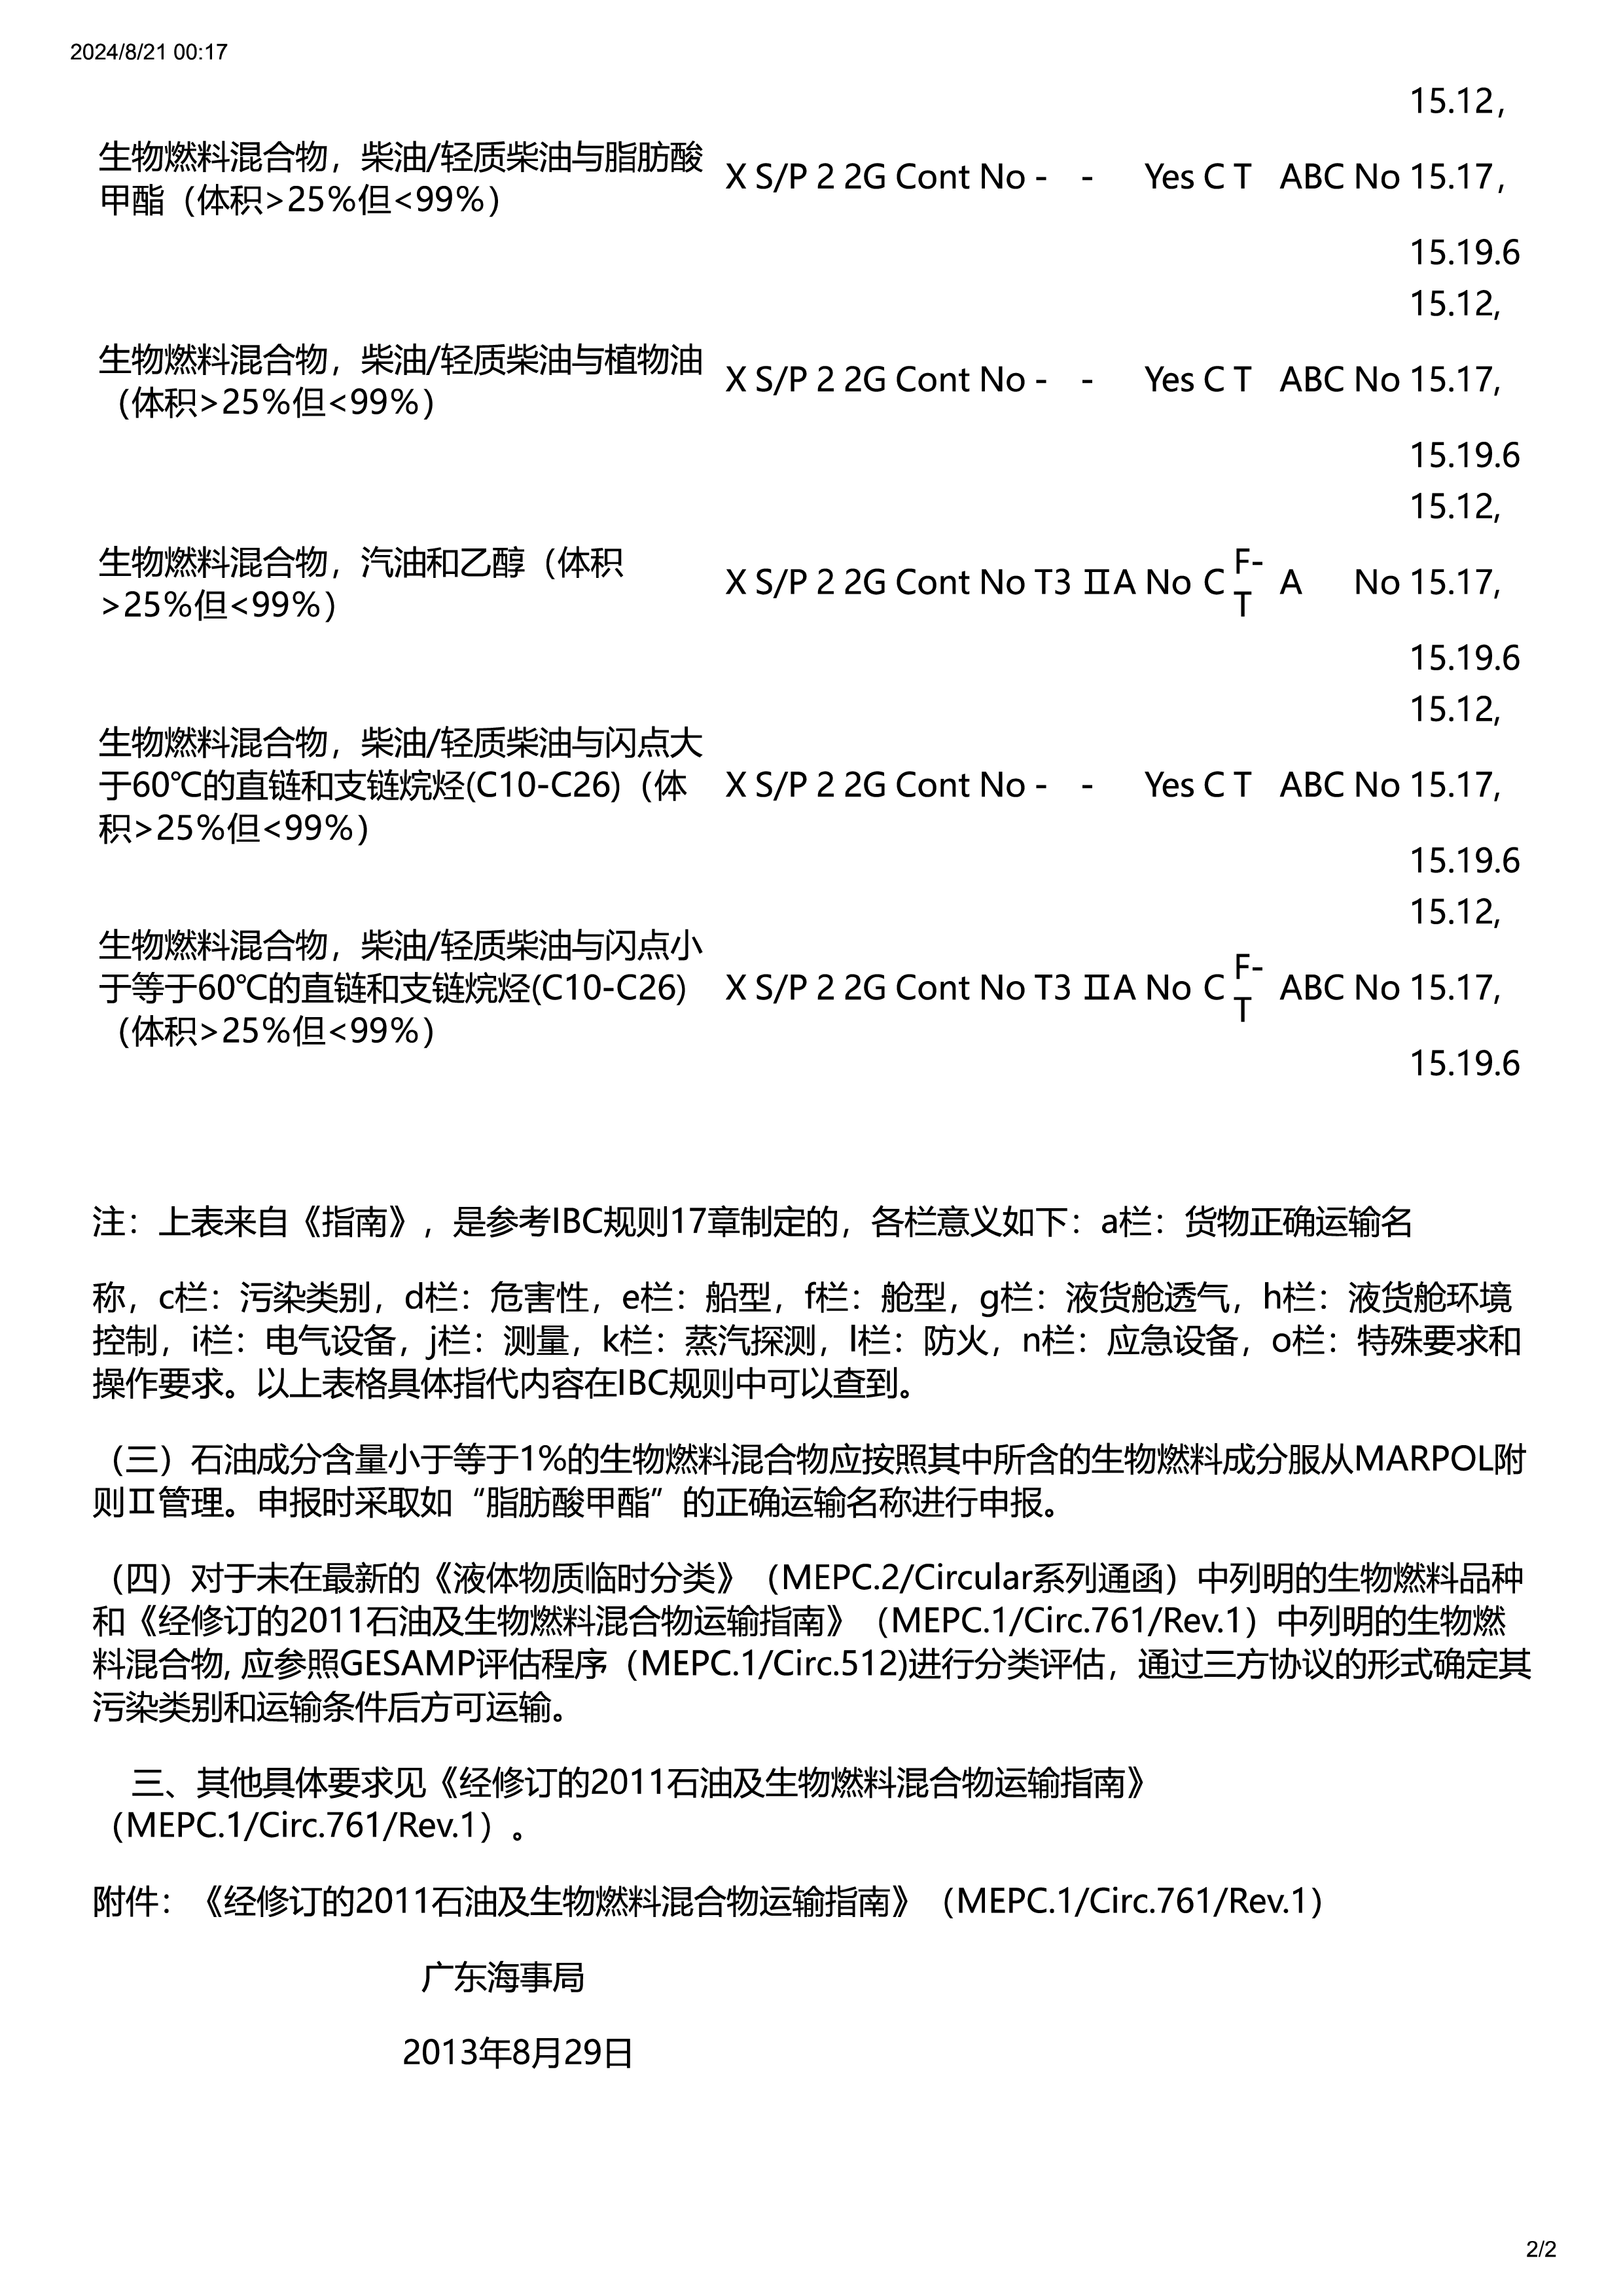 2024/8/21 00:17
15.12，
生物燃料混合物，柴油/轻质柴油与脂肪酸
甲酯（体积>25%但<99%）
X S/P 2 2G Cont No - - Yes C T ABC No 15.17，
15.19.6
15.12,
生物燃料混合物，柴油/轻质柴油与植物油
（体积>25%但<99%）
X S/P 2 2G Cont No - - Yes C T ABC No 15.17,
15.19.6
15.12,
生物燃料混合物，汽油和乙醇（体积
>25%但<99%）
X S/P 2 2G Cont No T3 ⅡA No C F-T A No 15.17,
15.19.6
15.12,
生物燃料混合物，柴油/轻质柴油与闪点大
于60℃的直链和支链烷烃(C10-C26)（体
积>25%但<99%）
X S/P 2 2G Cont No - - Yes C T ABC No 15.17,
15.19.6
15.12,
生物燃料混合物，柴油/轻质柴油与闪点小
于等于60℃的直链和支链烷烃(C10-C26)
（体积>25%但<99%）
X S/P 2 2G Cont No T3 ⅡA No C F-T ABC No 15.17,
15.19.6
注：上表来自《指南》，是参考IBC规则17章制定的，各栏意义如下：a栏：货物正确运输名
称，c栏：污染类别，d栏：危害性，e栏：船型，f栏：舱型，g栏：液货舱透气，h栏：液货舱环境
控制，i栏：电气设备，j栏：测量，k栏：蒸汽探测，l栏：防火，n栏：应急设备，o栏：特殊要求和
操作要求。以上表格具体指代内容在IBC规则中可以查到。
（三）石油成分含量小于等于1%的生物燃料混合物应按照其中所含的生物燃料成分服从MARPOL附
则Ⅱ管理。申报时采取如“脂肪酸甲酯”的正确运输名称进行申报。
（四）对于未在最新的《液体物质临时分类》（MEPC.2/Circular系列通函）中列明的生物燃料品种
和《经修订的2011石油及生物燃料混合物运输指南》（MEPC.1/Circ.761/Rev.1）中列明的生物燃
料混合物, 应参照GESAMP评估程序（MEPC.1/Circ.512)进行分类评估，通过三方协议的形式确定其
污染类别和运输条件后方可运输。
三、其他具体要求见《经修订的2011石油及生物燃料混合物运输指南》
（MEPC.1/Circ.761/Rev.1）。
附件：《经修订的2011石油及生物燃料混合物运输指南》（MEPC.1/Circ.761/Rev.1）
广东海事局
2013年8月29日
2/2